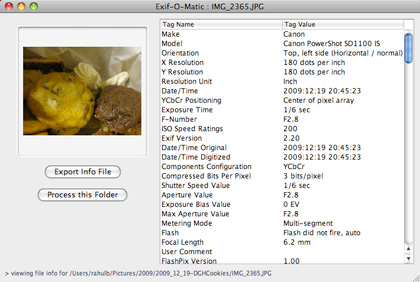 Exif-O-Matic : IMG_2365.JPG
Tag Name Tag Value
Make Canon
Model Canon PowerShot SD1100 IS
Orientation Top, left side (Horizontal / normal)
X Resolution 180 dots per inch
Y Resolution 180 dots per inch
Resolution Unit Inch
Date/Time 2009:12:19 20:45:23
YCbCr Positioning Center of pixel array
Exposure Time 1/6 sec
F-Number F2.8
ISO Speed Ratings 200
Exif Version 2.20
Date/Time Original 2009:12:19 20:45:23
Date/Time Digitized 2009:12:19 20:45:23
Components Configuration YCbCr
Compressed Bits Per Pixel 3 bits/pixel
Shutter Speed Value 1/6 sec
Aperture Value F2.8
Exposure Bias Value 0 EV
Max Aperture Value F2.8
Metering Mode Multi-segment
Flash Flash did not fire, auto
Focal Length 6.2 mm
User Comment
FlashPix Version 1.00
Export Info File
Process this Folder
> viewing file info for /Users/rahulb/Pictures/2009/2009_12_19-DGHCookies/IMG_2365.JPG